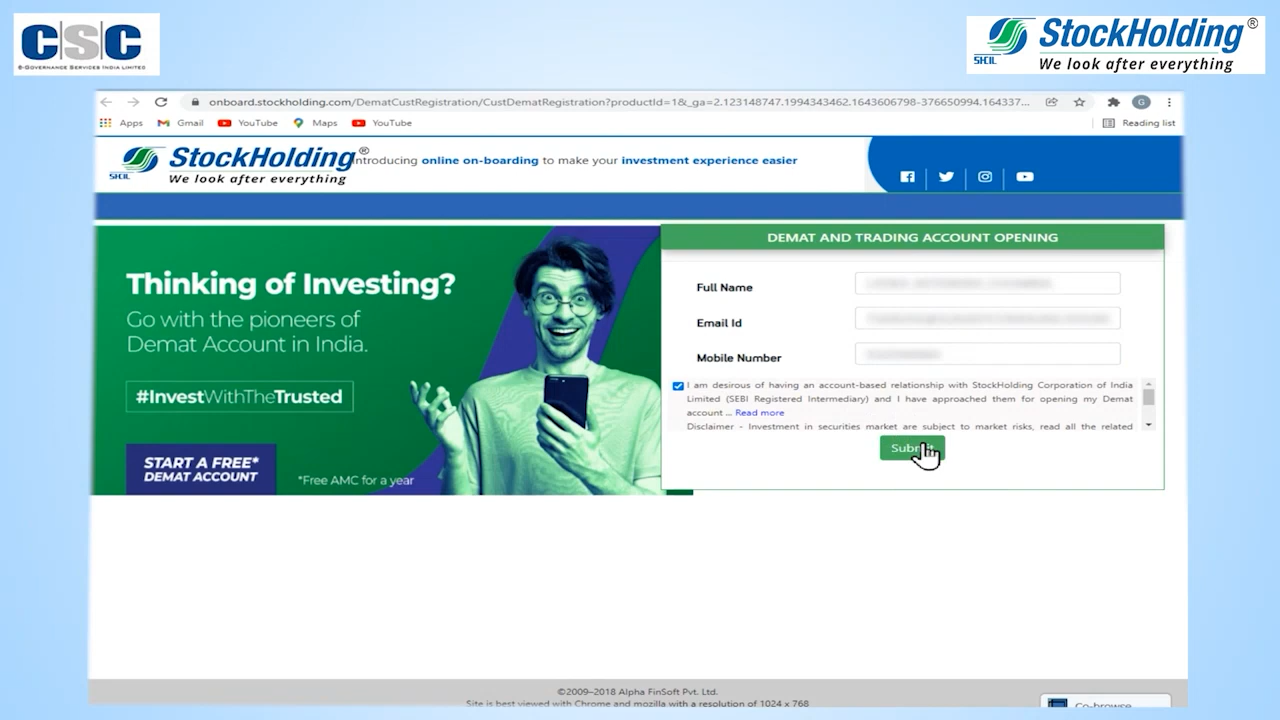 CSC
e-Governance Services India Limited
StockHolding®
SHCIL
We look after everything
onboard.stockholding.com/DematCustRegistration/CustDematRegistration?productId=1&_ga=2.123148747.1994343462.1643606798-376650994.164337...
G
Apps Gmail YouTube Maps YouTube
Reading list
StockHolding®
SHCIL
We look after everything
Introducing online on-boarding to make your investment experience easier
DEMAT AND TRADING ACCOUNT OPENING
Thinking of Investing?
Go with the pioneers of
Demat Account in India.
#InvestWithTheTrusted
START A FREE*
DEMAT ACCOUNT
*Free AMC for a year
Full Name
Email Id
Mobile Number
I am desirous of having an account-based relationship with StockHolding Corporation of India
Limited (SEBI Registered Intermediary) and I have approached them for opening my Demat
account ... Read more
Disclaimer - Investment in securities market are subject to market risks, read all the related
Submit
©2009–2018 Alpha FinSoft Pvt. Ltd.
Site is best viewed with Chrome and mozilla with a resolution of 1024 x 768
Co-browse